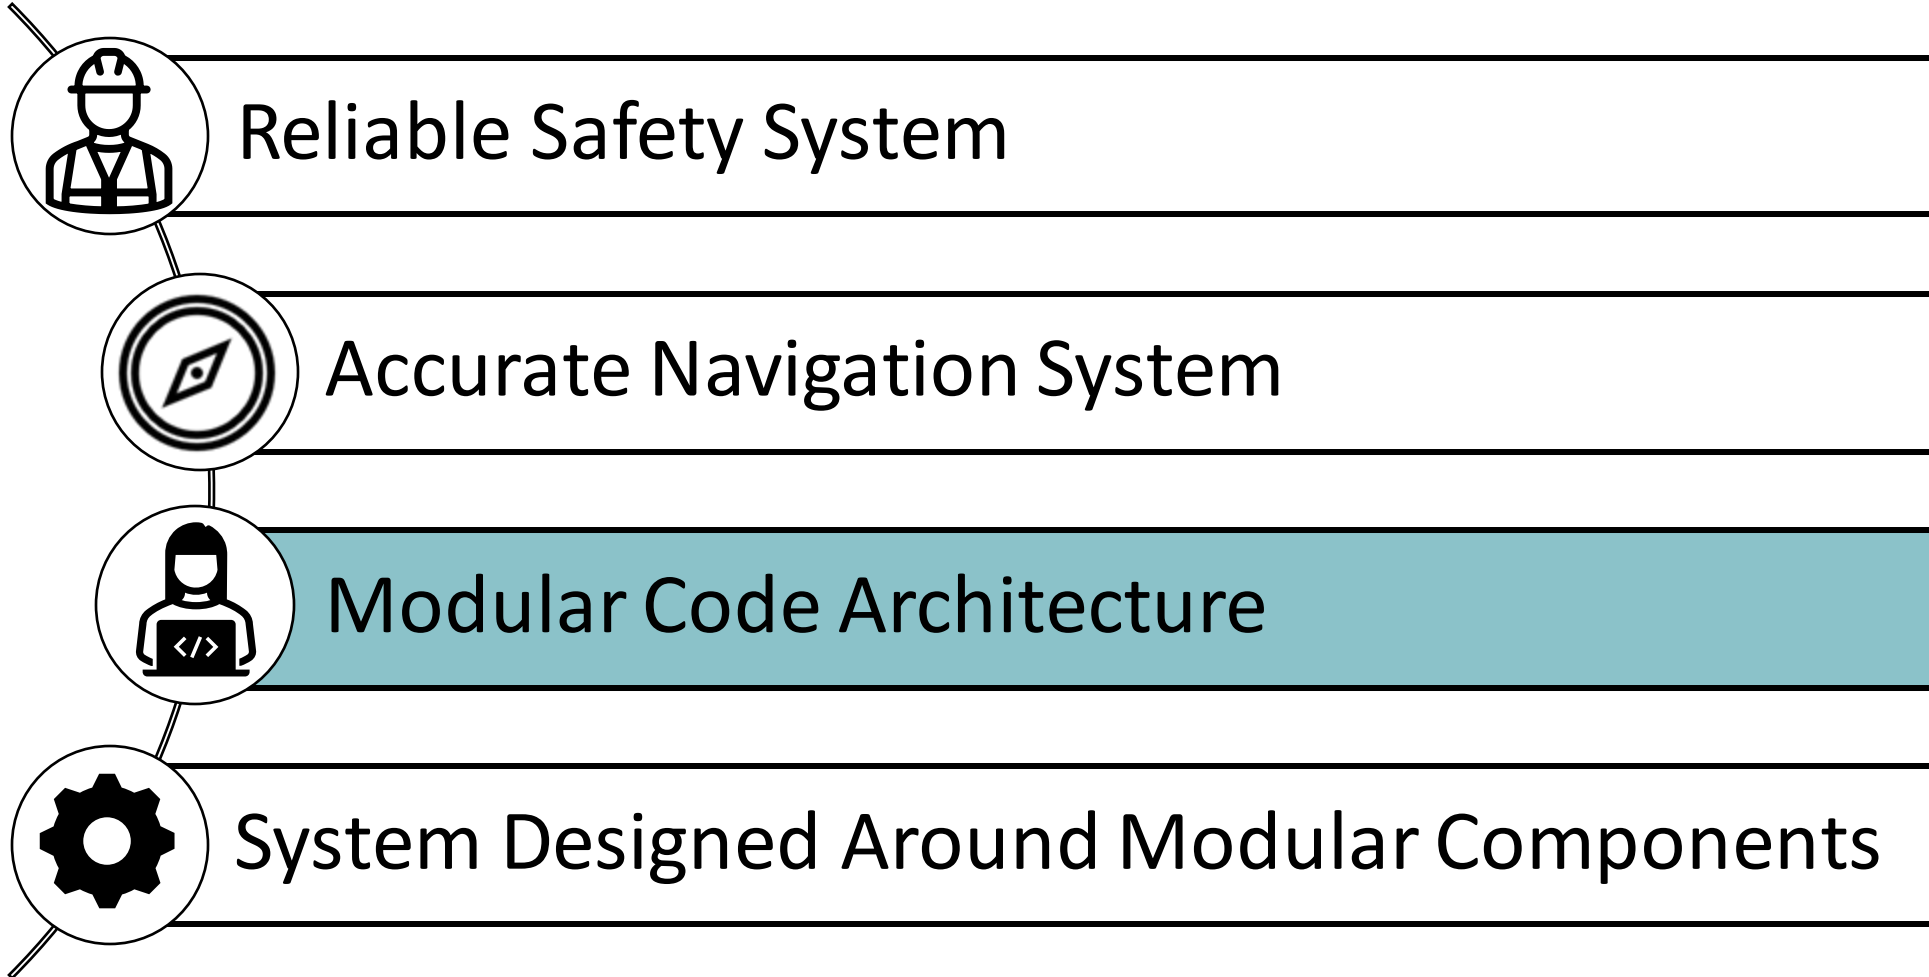 Reliable Safety System
Accurate Navigation System
Modular Code Architecture
</>
System Designed Around Modular Components